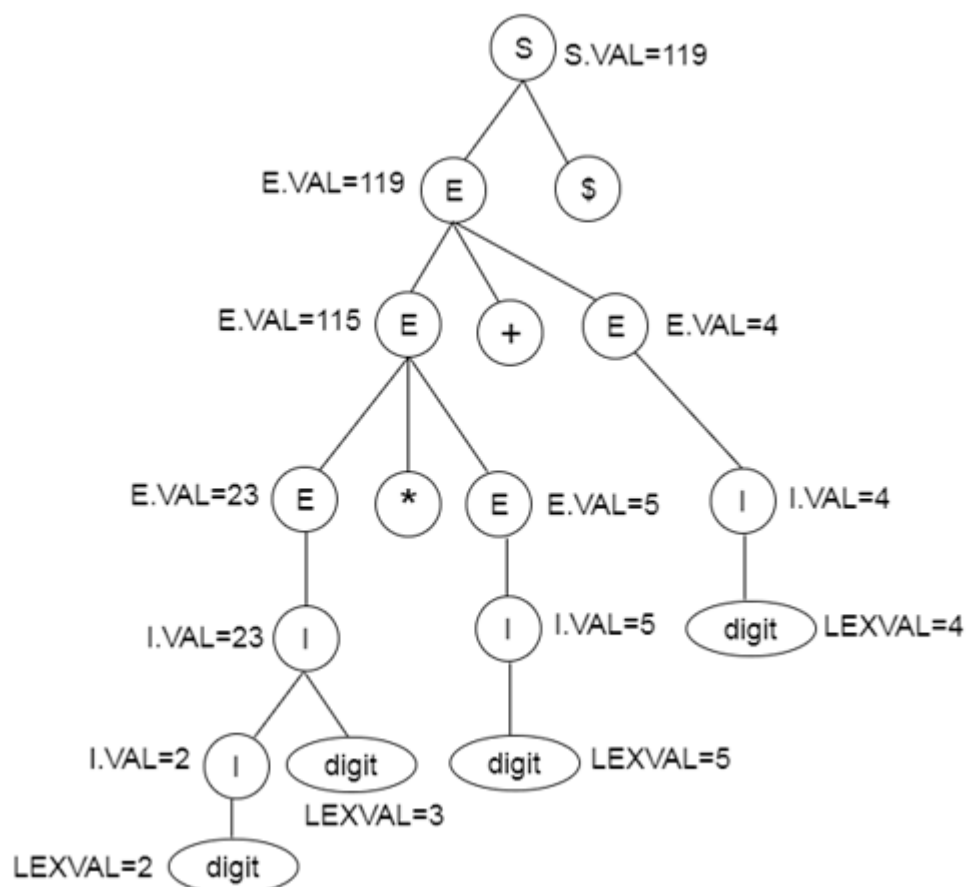 S S.VAL=119
E.VAL=119 E $
E.VAL=115 E + E E.VAL=4
E.VAL=23 E * E E.VAL=5 I I.VAL=4
I.VAL=23 I I I.VAL=5 digit LEXVAL=4
I.VAL=2 I digit digit LEXVAL=5
LEXVAL=3
LEXVAL=2 digit